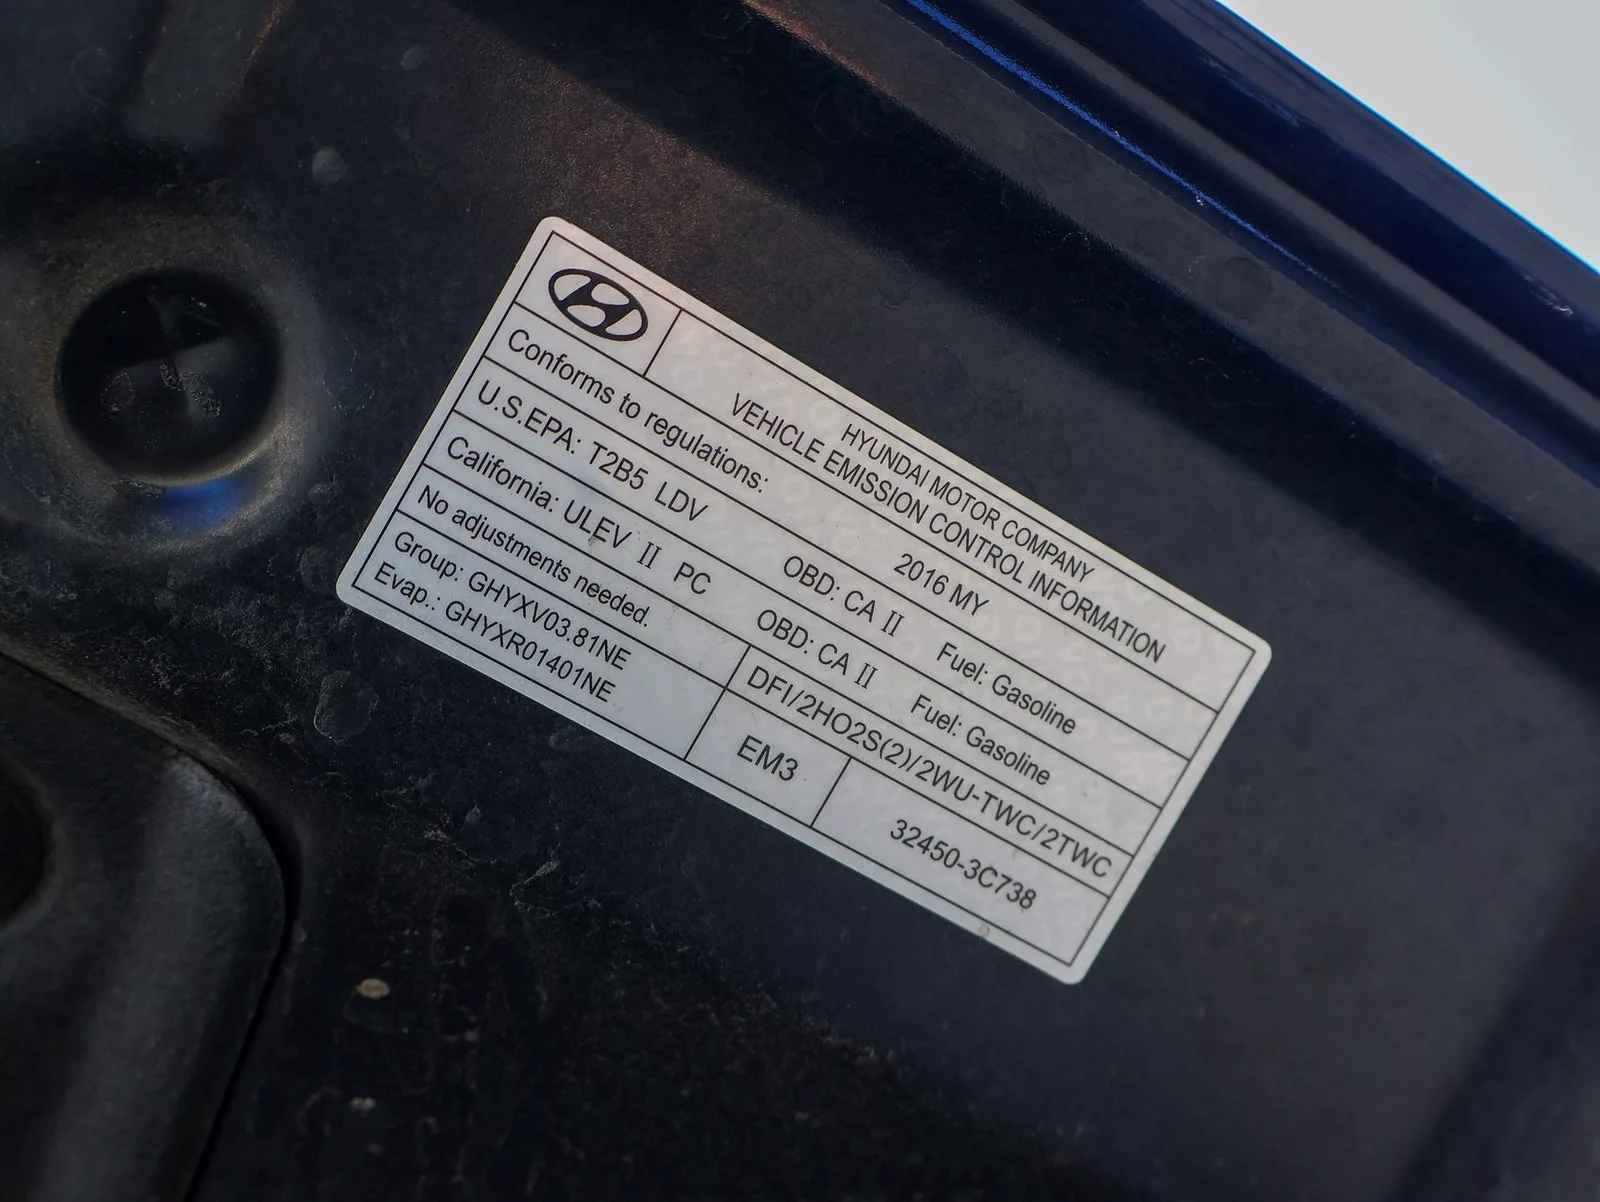 HYUNDAI MOTOR COMPANY
VEHICLE EMISSION CONTROL INFORMATION
Conforms to regulations: 2016 MY
U.S.EPA: T2B5 LDV OBD: CA II Fuel: Gasoline
California: ULEV II PC OBD: CA II Fuel: Gasoline
No adjustments needed. DFI/2HO2S(2)/2WU-TWC/2TWC
Group: GHYXV03.81NE
Evap.: GHYXR01401NE
EM3
32450-3C738